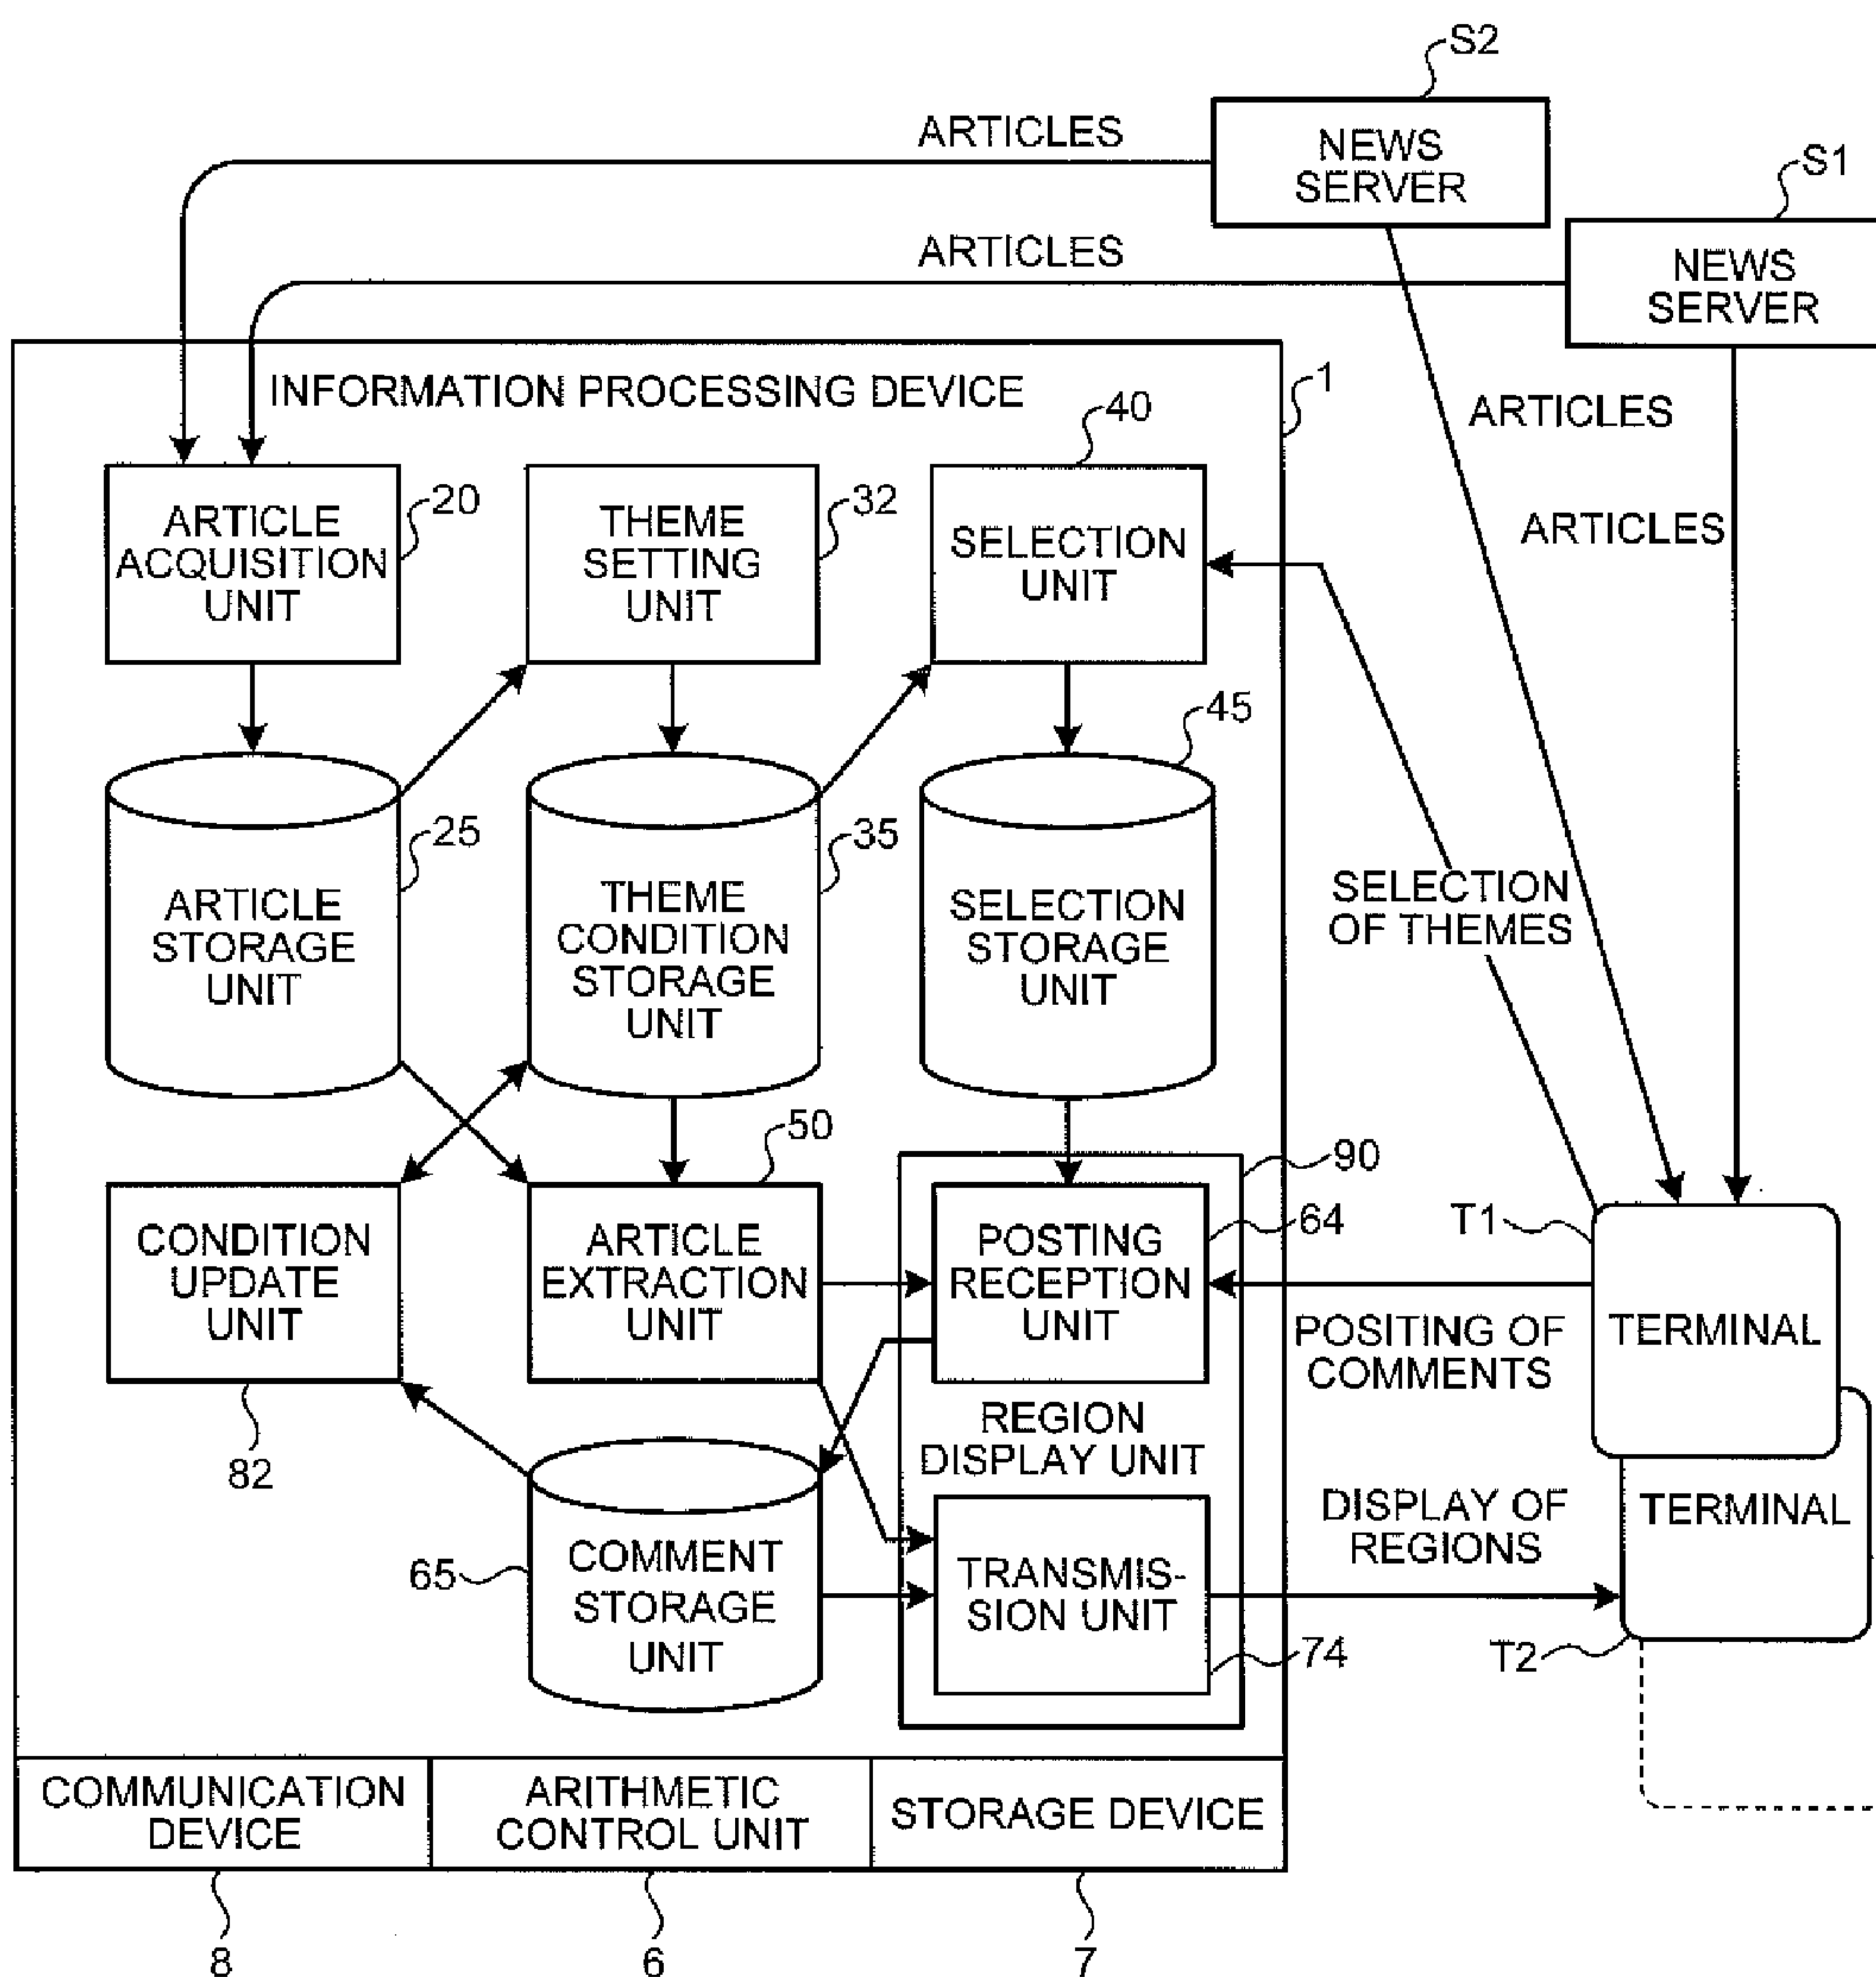 S2
ARTICLES
NEWS
SERVER
S1
ARTICLES
NEWS
SERVER
INFORMATION PROCESSING DEVICE
1
40
ARTICLES
20
32
ARTICLE
ACQUISITION
UNIT
THEME
SETTING
UNIT
SELECTION
UNIT
ARTICLES
45
25
35
ARTICLE
STORAGE
UNIT
THEME
CONDITION
STORAGE
UNIT
SELECTION
STORAGE
UNIT
SELECTION
OF THEMES
50
90
CONDITION
UPDATE
UNIT
ARTICLE
EXTRACTION
UNIT
POSTING
RECEPTION
UNIT
64
T1
TERMINAL
POSITING OF
COMMENTS
REGION
DISPLAY UNIT
82
TERMINAL
DISPLAY OF
REGIONS
65
COMMENT
STORAGE
UNIT
TRANSMIS-
SION UNIT
74
T2
COMMUNICATION
DEVICE
ARITHMETIC
CONTROL UNIT
STORAGE DEVICE
8
6
7